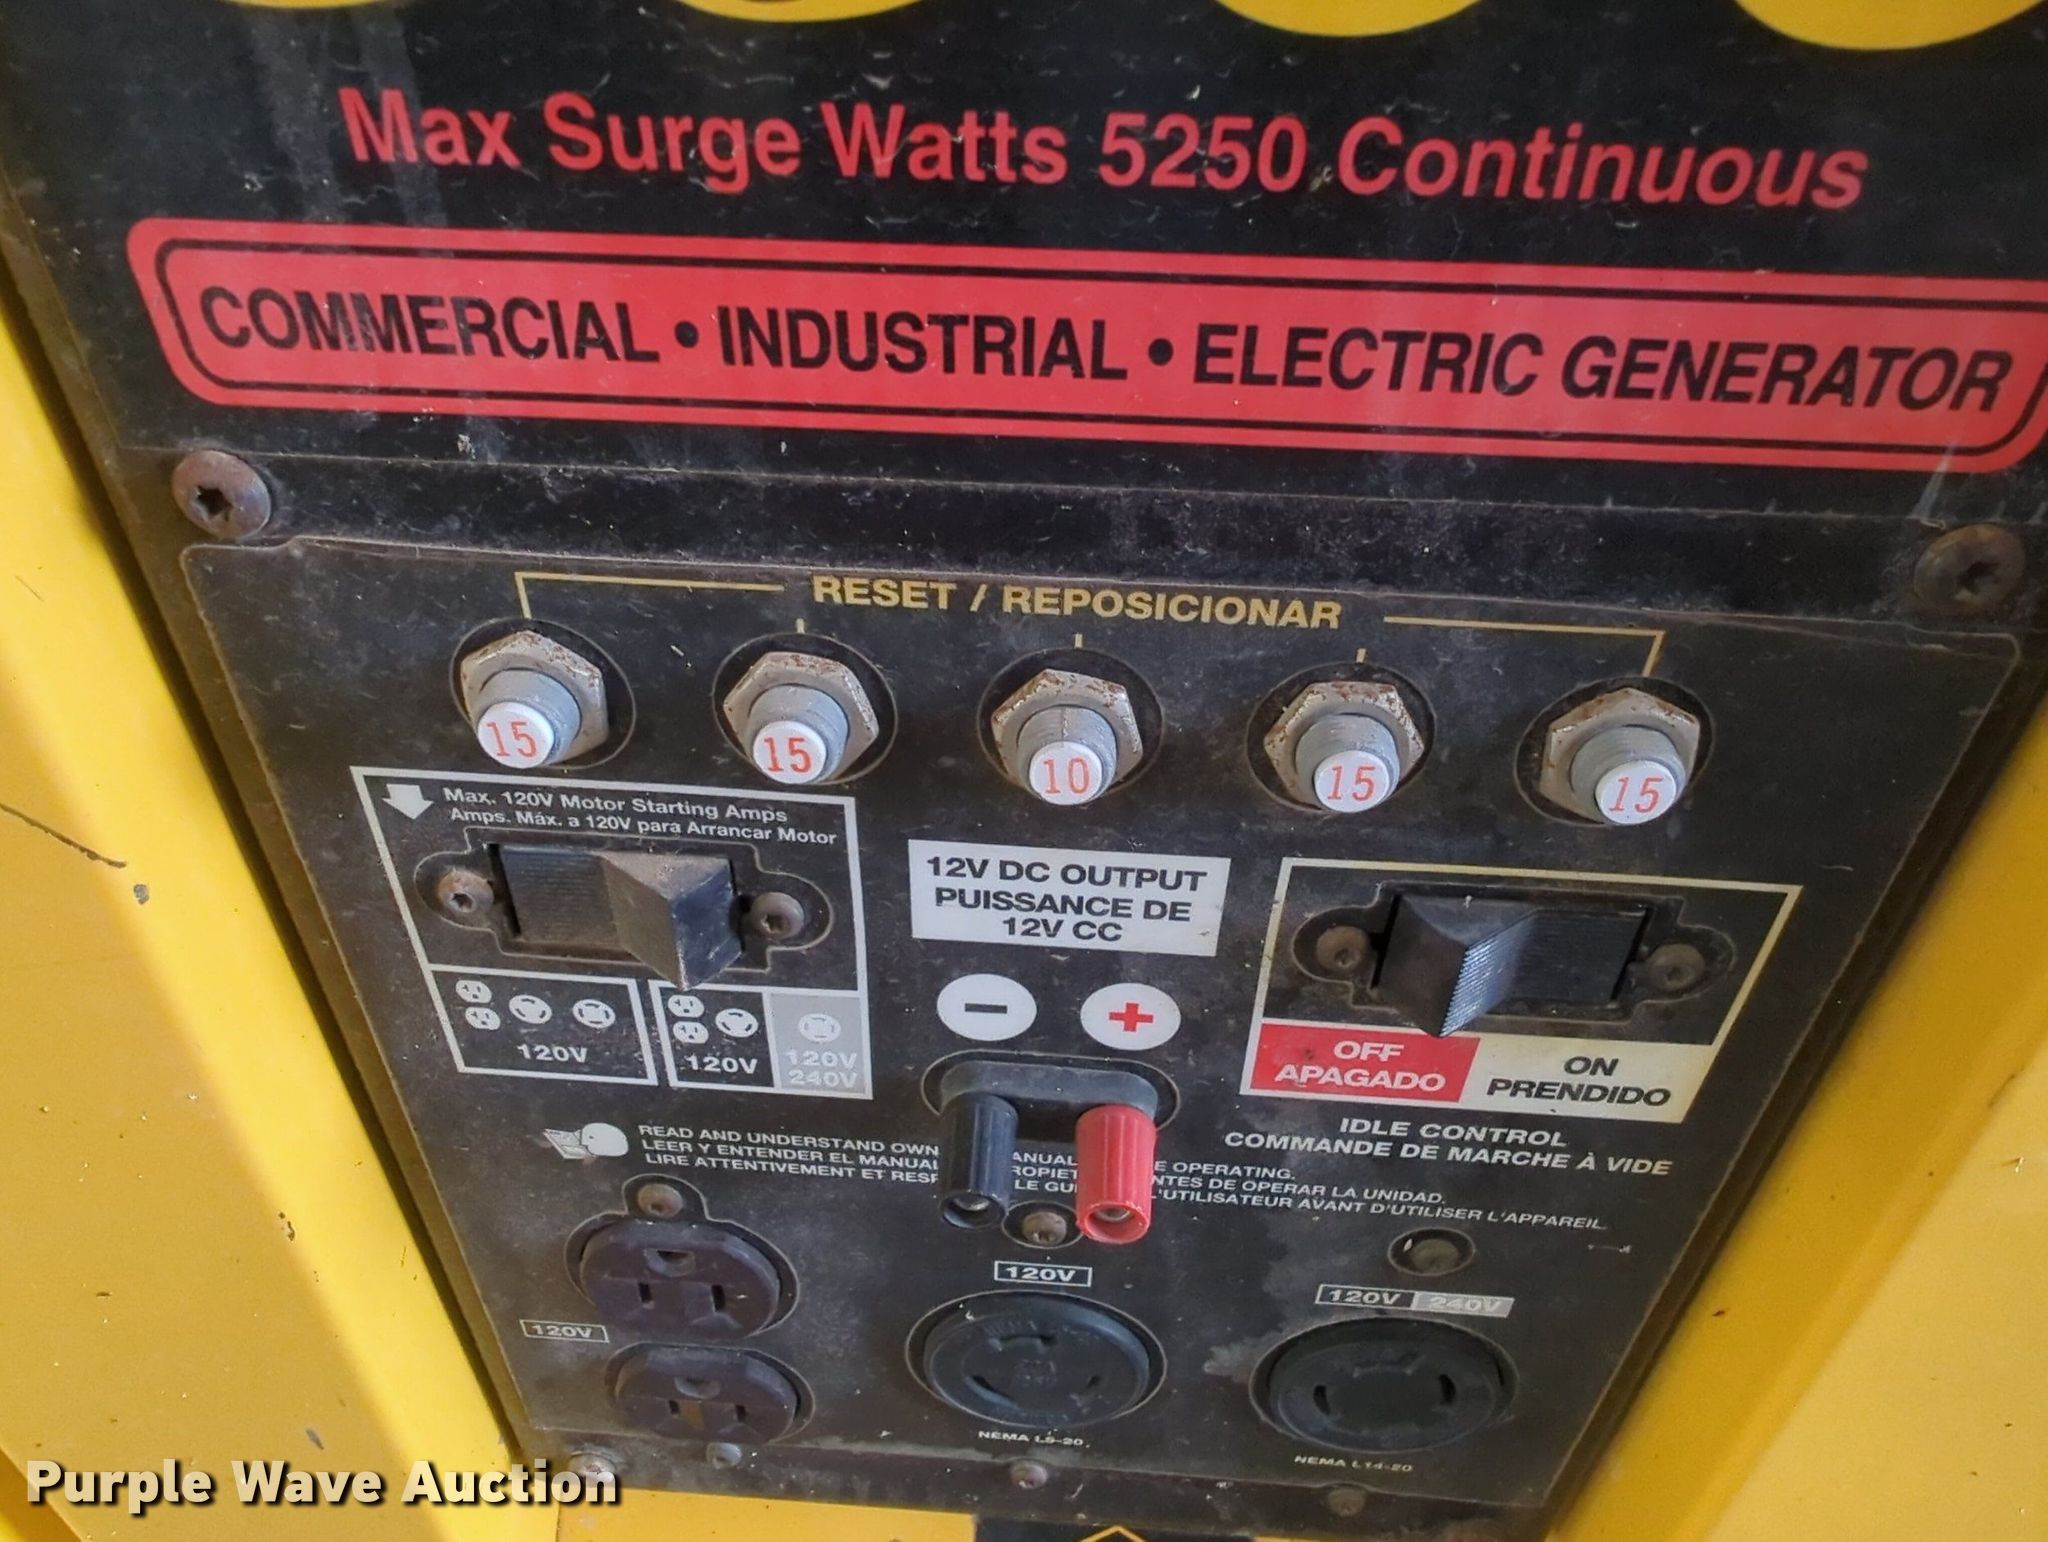 Max Surge Watts 5250 Continuous
COMMERCIAL • INDUSTRIAL • ELECTRIC GENERATOR
RESET / REPOSICIONAR
15
15
10
15
15
Max. 120V Motor Starting Amps
Amps. Máx. a 120V para Arrancar Motor
120V
120V
120V
240V
12V DC OUTPUT
PUISSANCE DE
12V CC
− +
OFF
APAGADO
ON
PRENDIDO
IDLE CONTROL
COMMANDE DE MARCHE À VIDE
READ AND UNDERSTAND OPERATING.
LEER Y ENTENDER EL MANUAL DE OPERAR LA UNIDAD.
LIRE ATTENTIVEMENT ET L'UTILISATEUR AVANT D'UTILISER L'APPAREIL.
120V
120V
NEMA L5-20
120V 240V
NEMA L14-20
Purple Wave Auction